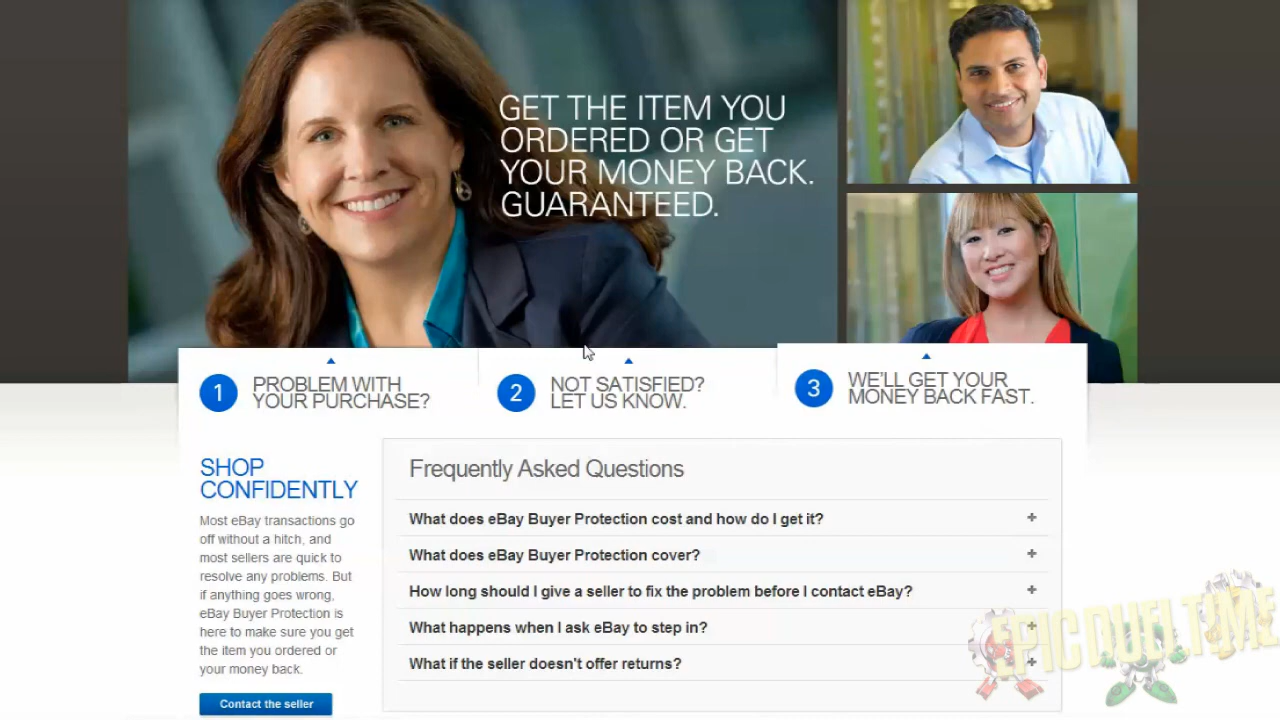 GET THE ITEM YOU
ORDERED OR GET
YOUR MONEY BACK.
GUARANTEED.
1 PROBLEM WITH
YOUR PURCHASE?
2 NOT SATISFIED?
LET US KNOW.
3 WE'LL GET YOUR
MONEY BACK FAST.
SHOP
CONFIDENTLY
Most eBay transactions go
off without a hitch, and
most sellers are quick to
resolve any problems. But
if anything goes wrong,
eBay Buyer Protection is
here to make sure you get
the item you ordered or
your money back.
Contact the seller
Frequently Asked Questions
What does eBay Buyer Protection cost and how do I get it? +
What does eBay Buyer Protection cover? +
How long should I give a seller to fix the problem before I contact eBay? +
What happens when I ask eBay to step in? +
What if the seller doesn't offer returns? +
EPICDUELTIME